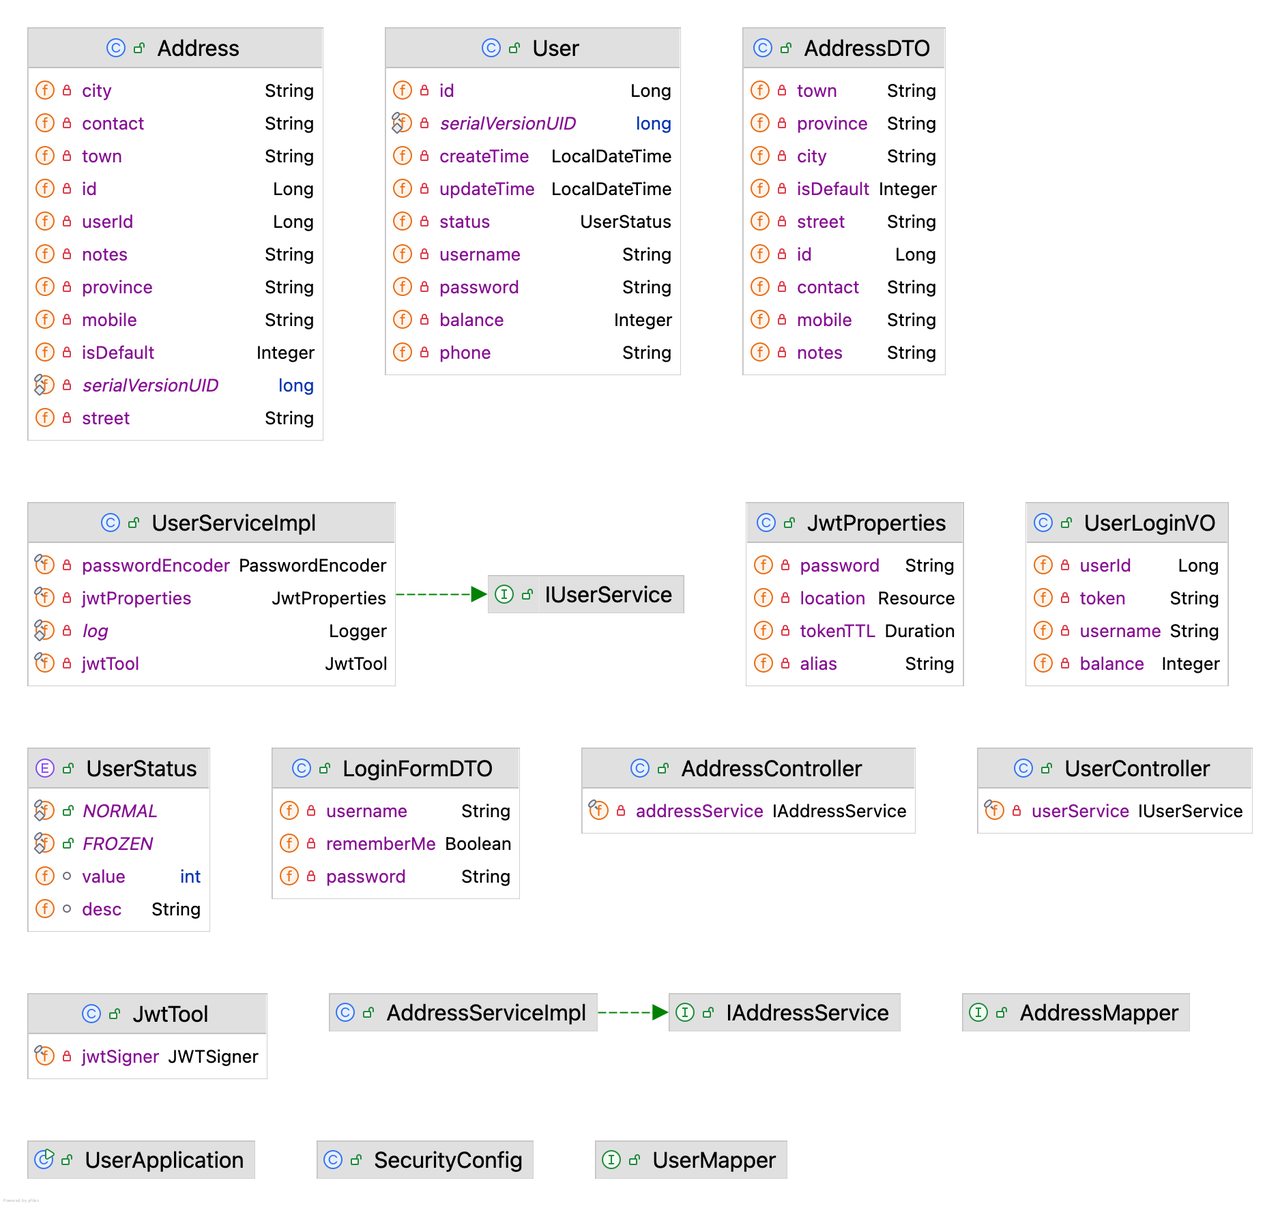 Address
city String
contact String
town String
id Long
userId Long
notes String
province String
mobile String
isDefault Integer
serialVersionUID long
street String
User
id Long
serialVersionUID long
createTime LocalDateTime
updateTime LocalDateTime
status UserStatus
username String
password String
balance Integer
phone String
AddressDTO
town String
province String
city String
isDefault Integer
street String
id Long
contact String
mobile String
notes String
UserServiceImpl
passwordEncoder PasswordEncoder
jwtProperties JwtProperties
log Logger
jwtTool JwtTool
IUserService
JwtProperties
password String
location Resource
tokenTTL Duration
alias String
UserLoginVO
userId Long
token String
username String
balance Integer
UserStatus
NORMAL
FROZEN
value int
desc String
LoginFormDTO
username String
rememberMe Boolean
password String
AddressController
addressService IAddressService
UserController
userService IUserService
JwtTool
jwtSigner JWTSigner
AddressServiceImpl
IAddressService
AddressMapper
UserApplication
SecurityConfig
UserMapper
Powered by yFiles